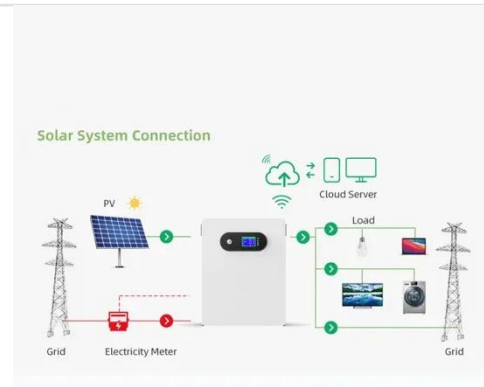 Solar System Connection
Cloud Server
PV
Load
Grid
Electricity Meter
Grid